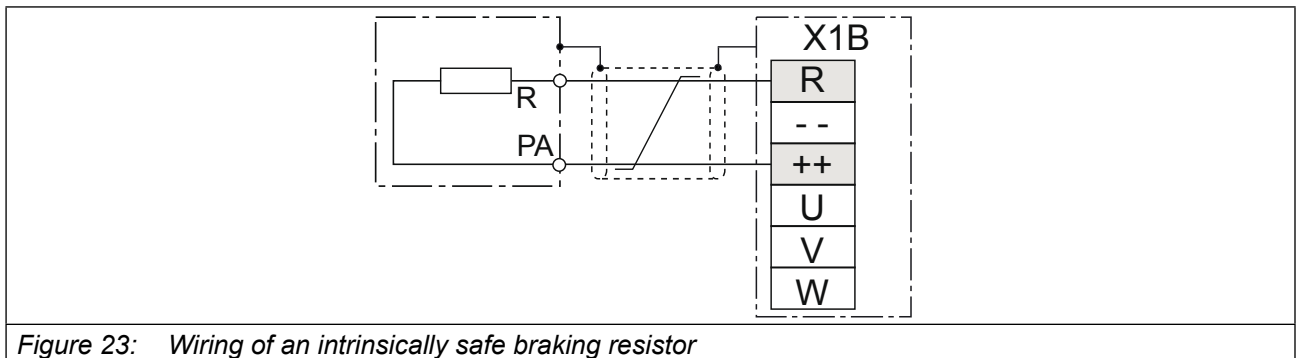 X1B
R
R
- -
PA
++
U
V
W
Figure 23: Wiring of an intrinsically safe braking resistor